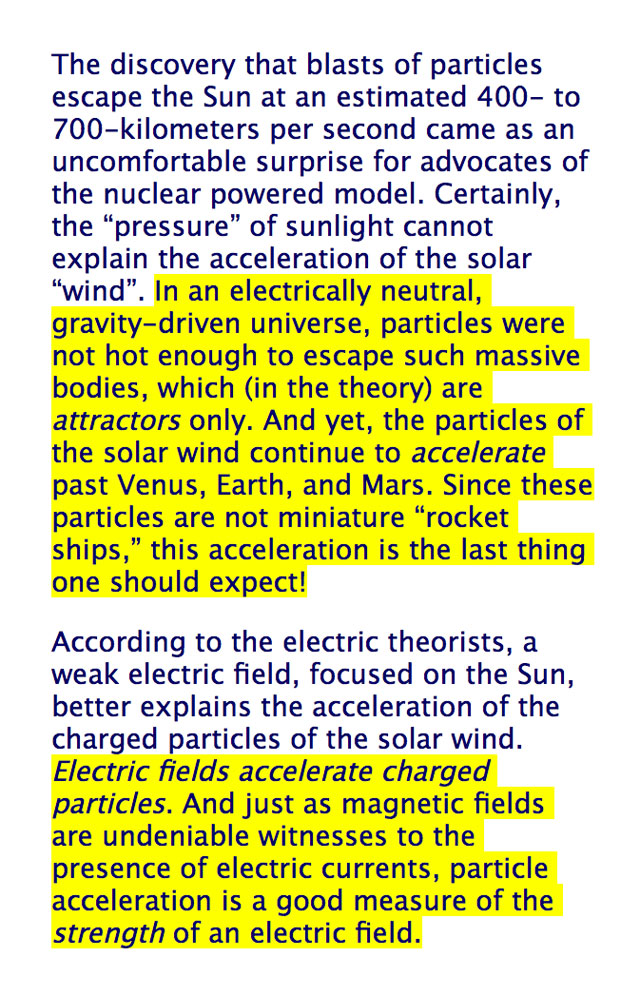 The discovery that blasts of particles
escape the Sun at an estimated 400- to
700-kilometers per second came as an
uncomfortable surprise for advocates of
the nuclear powered model. Certainly,
the “pressure” of sunlight cannot
explain the acceleration of the solar
“wind”. In an electrically neutral,
gravity-driven universe, particles were
not hot enough to escape such massive
bodies, which (in the theory) are
attractors only. And yet, the particles of
the solar wind continue to accelerate
past Venus, Earth, and Mars. Since these
particles are not miniature “rocket
ships,” this acceleration is the last thing
one should expect!
According to the electric theorists, a
weak electric field, focused on the Sun,
better explains the acceleration of the
charged particles of the solar wind.
Electric fields accelerate charged
particles. And just as magnetic fields
are undeniable witnesses to the
presence of electric currents, particle
acceleration is a good measure of the
strength of an electric field.